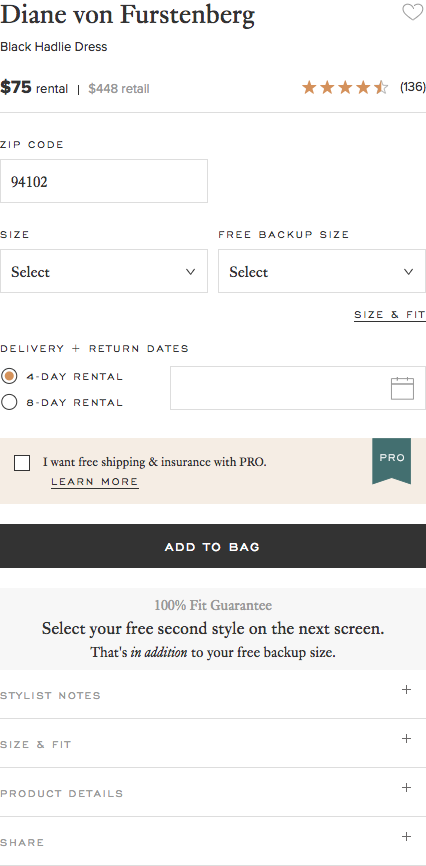 Diane von Furstenberg
Black Hadlie Dress
$75 rental | $448 retail (136)
ZIP CODE
94102
SIZE FREE BACKUP SIZE
Select Select
SIZE & FIT
DELIVERY + RETURN DATES
4-DAY RENTAL
8-DAY RENTAL
I want free shipping & insurance with PRO.
PRO
LEARN MORE
ADD TO BAG
100% Fit Guarantee
Select your free second style on the next screen.
That's in addition to your free backup size.
STYLIST NOTES +
SIZE & FIT +
PRODUCT DETAILS +
SHARE +